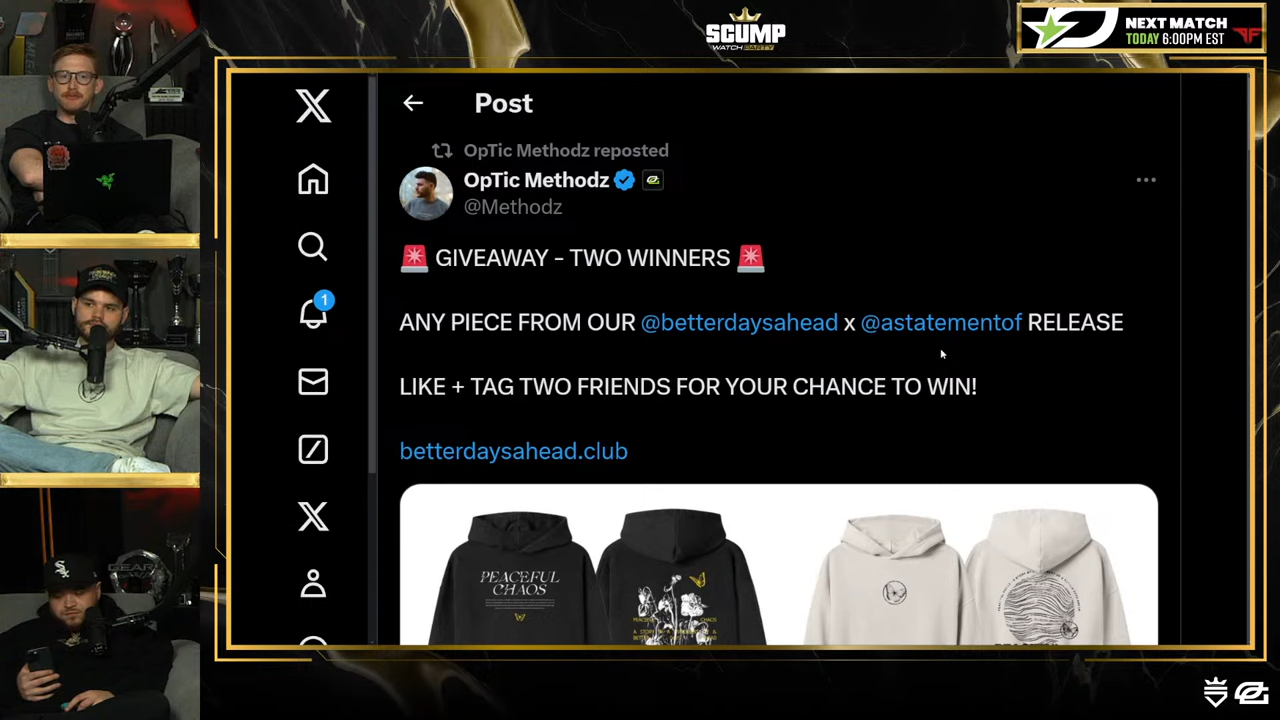 SCUMP
WATCH PARTY
NEXT MATCH
TODAY 6:00PM EST
Post
OpTic Methodz reposted
OpTic Methodz
@Methodz
🚨 GIVEAWAY - TWO WINNERS 🚨
ANY PIECE FROM OUR @betterdaysahead x @astatementof RELEASE
LIKE + TAG TWO FRIENDS FOR YOUR CHANCE TO WIN!
betterdaysahead.club
1
PEACEFUL
CHAOS
GEAR